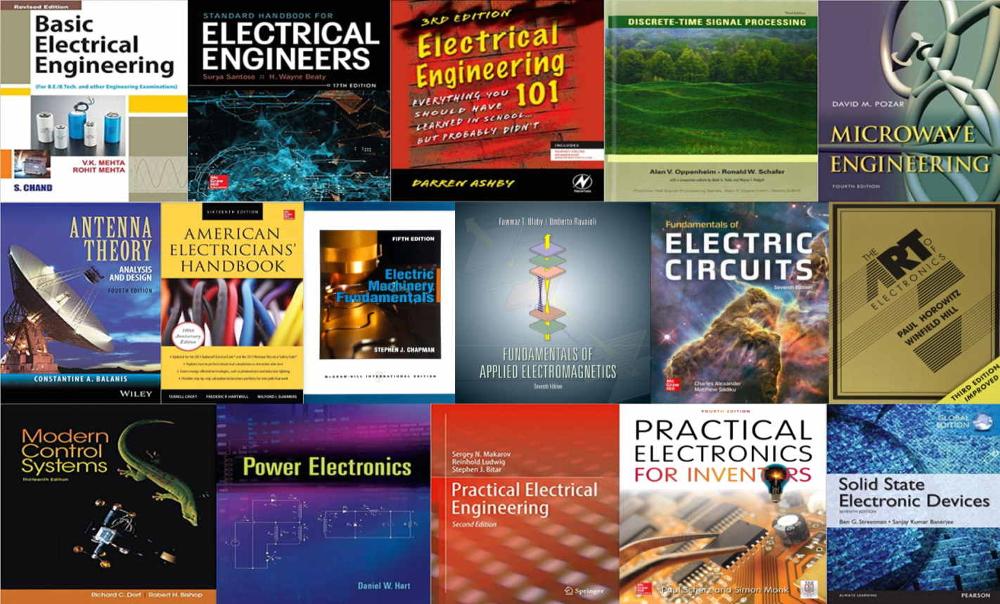 Revised Edition
Basic
Electrical
Engineering
(For B.E./B.Tech. and other Engineering Examinations)
V.K. MEHTA
ROHIT MEHTA
S. CHAND
STANDARD HANDBOOK FOR
ELECTRICAL
ENGINEERS
Surya Santoso :: H. Wayne Beaty
17TH EDITION
Mc
Graw
Hill
Education
3RD EDITION
Electrical
Engineering
101
EVERYTHING YOU
SHOULD HAVE
LEARNED IN SCHOOL...
BUT PROBABLY DIDN'T
INCLUDES
DARREN ASHBY
Newnes
Third Edition
DISCRETE-TIME SIGNAL PROCESSING
Alan V. Oppenheim • Ronald W. Schafer
DAVID M. POZAR
MICROWAVE
ENGINEERING
FOURTH EDITION
ANTENNA
THEORY
ANALYSIS
AND DESIGN
FOURTH EDITION
CONSTANTINE A. BALANIS
WILEY
SIXTEENTH EDITION
AMERICAN
ELECTRICIANS'
HANDBOOK
100th
Anniversary
Edition
TERRELL CROFT FREDERIC P. HARTWELL WILFORD I. SUMMERS
FIFTH EDITION
Electric
Machinery
Fundamentals
STEPHEN J. CHAPMAN
McGRAW-HILL INTERNATIONAL EDITION
Fawwaz T. Ulaby | Umberto Ravaioli
FUNDAMENTALS OF
APPLIED ELECTROMAGNETICS
Seventh Edition
Fundamentals of
ELECTRIC
CIRCUITS
Seventh Edition
Mc
Graw
Hill
Charles Alexander
Matthew Sadiku
THE
ART
OF
ELECTRONICS
PAUL HOROWITZ
WINFIELD HILL
THIRD EDITION
IMPROVED
Modern
Control
Systems
Thirteenth Edition
Richard C. Dorf | Robert H. Bishop
Power Electronics
Daniel W. Hart
Sergey N. Makarov
Reinhold Ludwig
Stephen J. Bitar
Practical Electrical
Engineering
Second Edition
Springer
FOURTH EDITION
PRACTICAL
ELECTRONICS
FOR INVENTORS
Paul Scherz and Simon Monk
GLOBAL
EDITION
Solid State
Electronic Devices
SEVENTH EDITION
Ben G. Streetman • Sanjay Kumar Banerjee
ALWAYS LEARNING
PEARSON